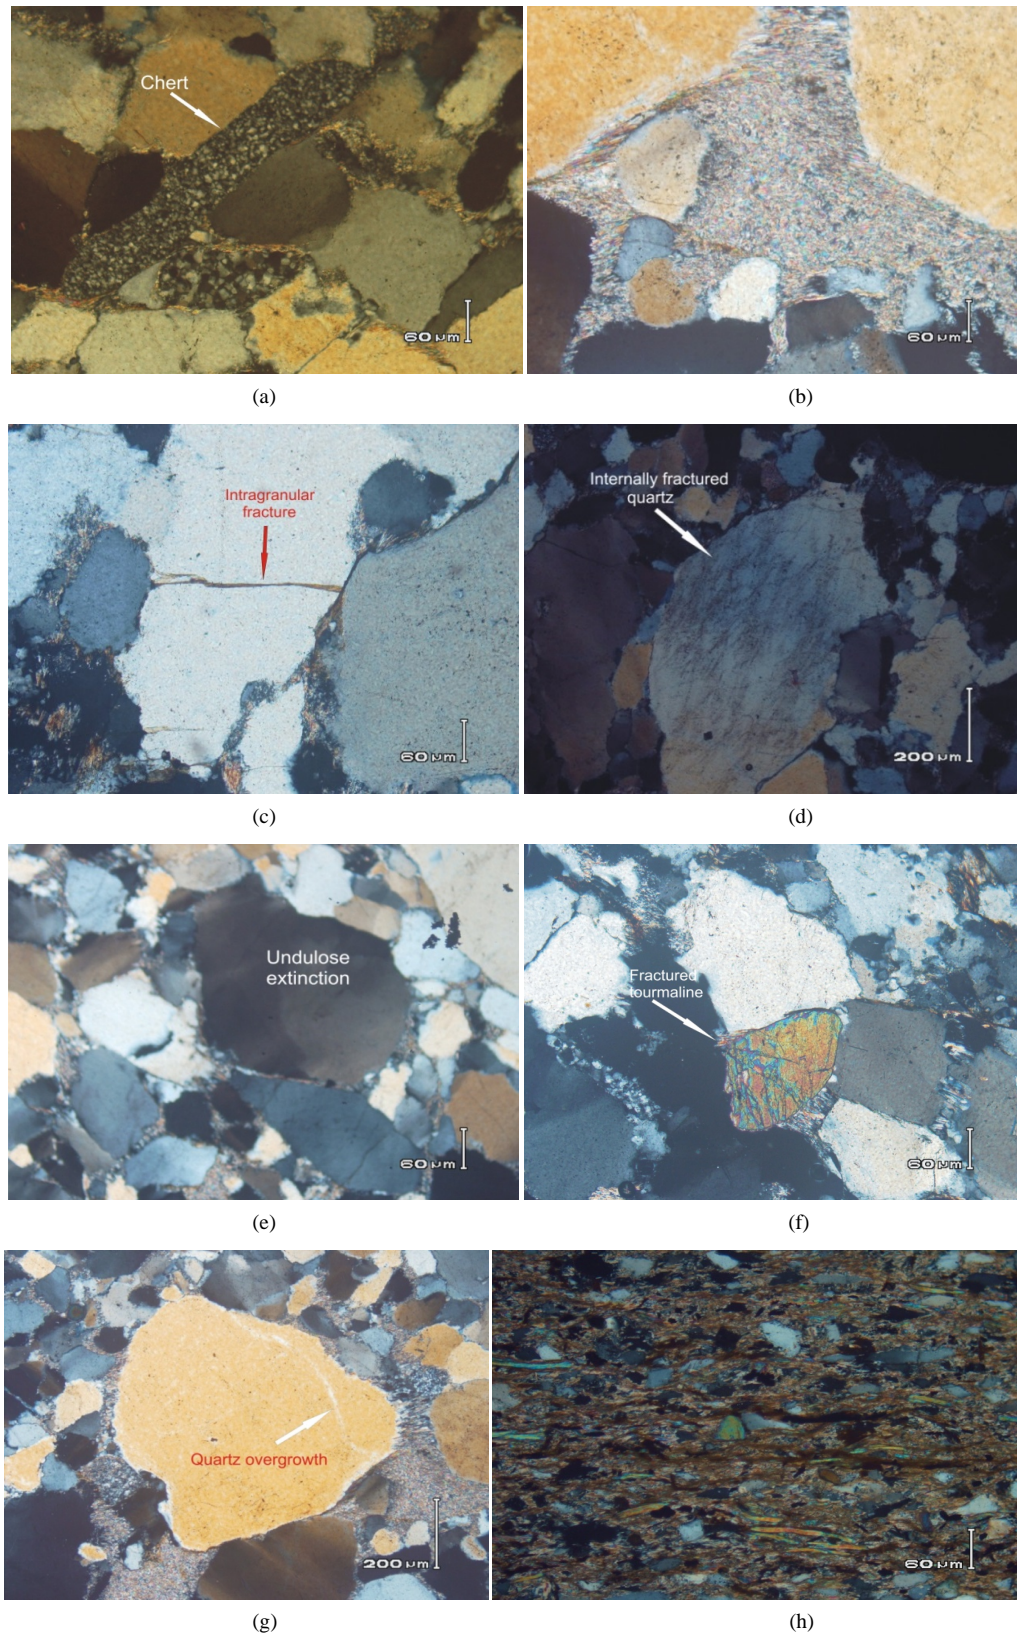 Chert
60 µm
60 µm
(a)
(b)
Intragranular
fracture
60 µm
Internally fractured
quartz
200 µm
(c)
(d)
Undulose
extinction
60 µm
Fractured
tourmaline
60 µm
(e)
(f)
Quartz overgrowth
200 µm
60 µm
(g)
(h)